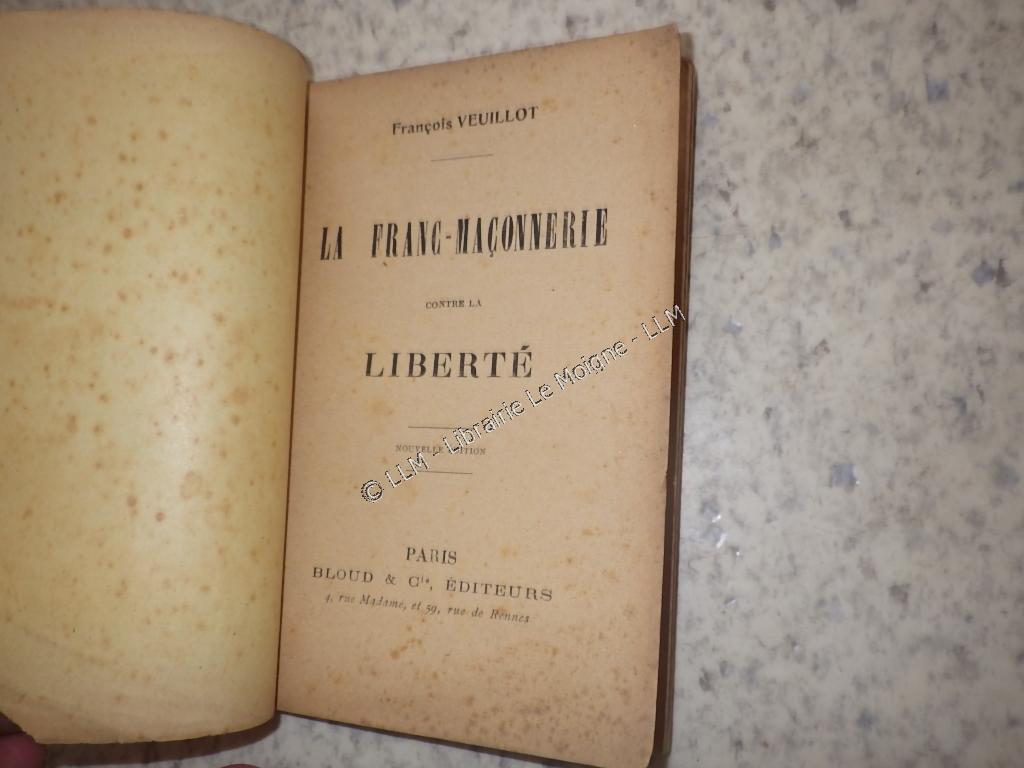 François VEUILLOT
LA FRANC-MAÇONNERIE
CONTRE LA
LIBERTÉ
NOUVELLE ÉDITION
© LLM - Librairie Le Moigne - LLM
PARIS
BLOUD & Cie, ÉDITEURS
4, rue Madame, et 59, rue de Rennes